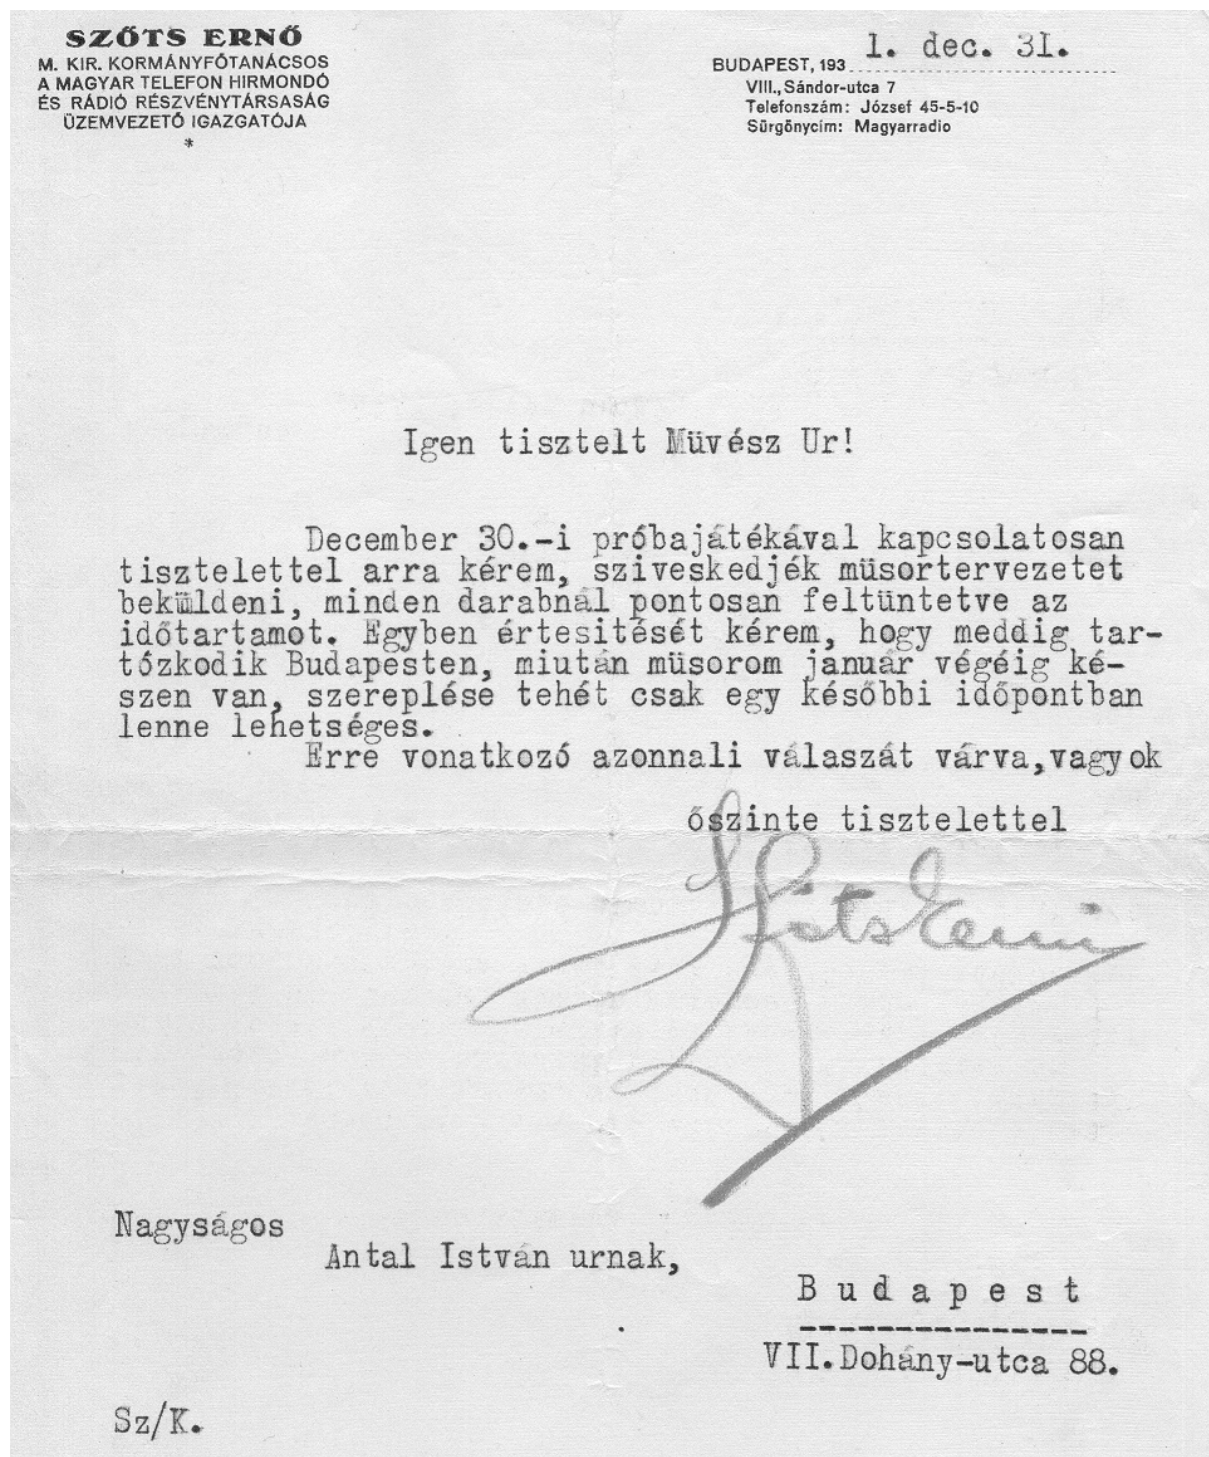 SZŐTS ERNŐ
M. KIR. KORMÁNYFŐTANÁCSOS
A MAGYAR TELEFON HIRMONDÓ
ÉS RÁDIÓ RÉSZVÉNYTÁRSASÁG
ÜZEMVEZETŐ IGAZGATÓJA
*
BUDAPEST, 193 1. dec. 31.
VIII., Sándor-utca 7
Telefonszám: József 45-5-10
Sürgönycím: Magyarradio
Igen tisztelt Müvész Ur!
December 30.-i próbajátékával kapcsolatosan
tisztelettel arra kérem, sziveskedjék müsortervezetet
beküldeni, minden darabnál pontosan feltüntetve az
időtartamot. Egyben értesitését kérem, hogy meddig tar-
tózkodik Budapesten, miután müsorom január végéig ké-
szen van, szereplése tehét csak egy későbbi időpontban
lenne lehetséges.
Erre vonatkozó azonnali válaszát várva,vagyok
őszinte tisztelettel
Szőts Ernő
Nagyságos
Antal István urnak,
Budapest
VII.Dohány-utca 88.
Sz/K.